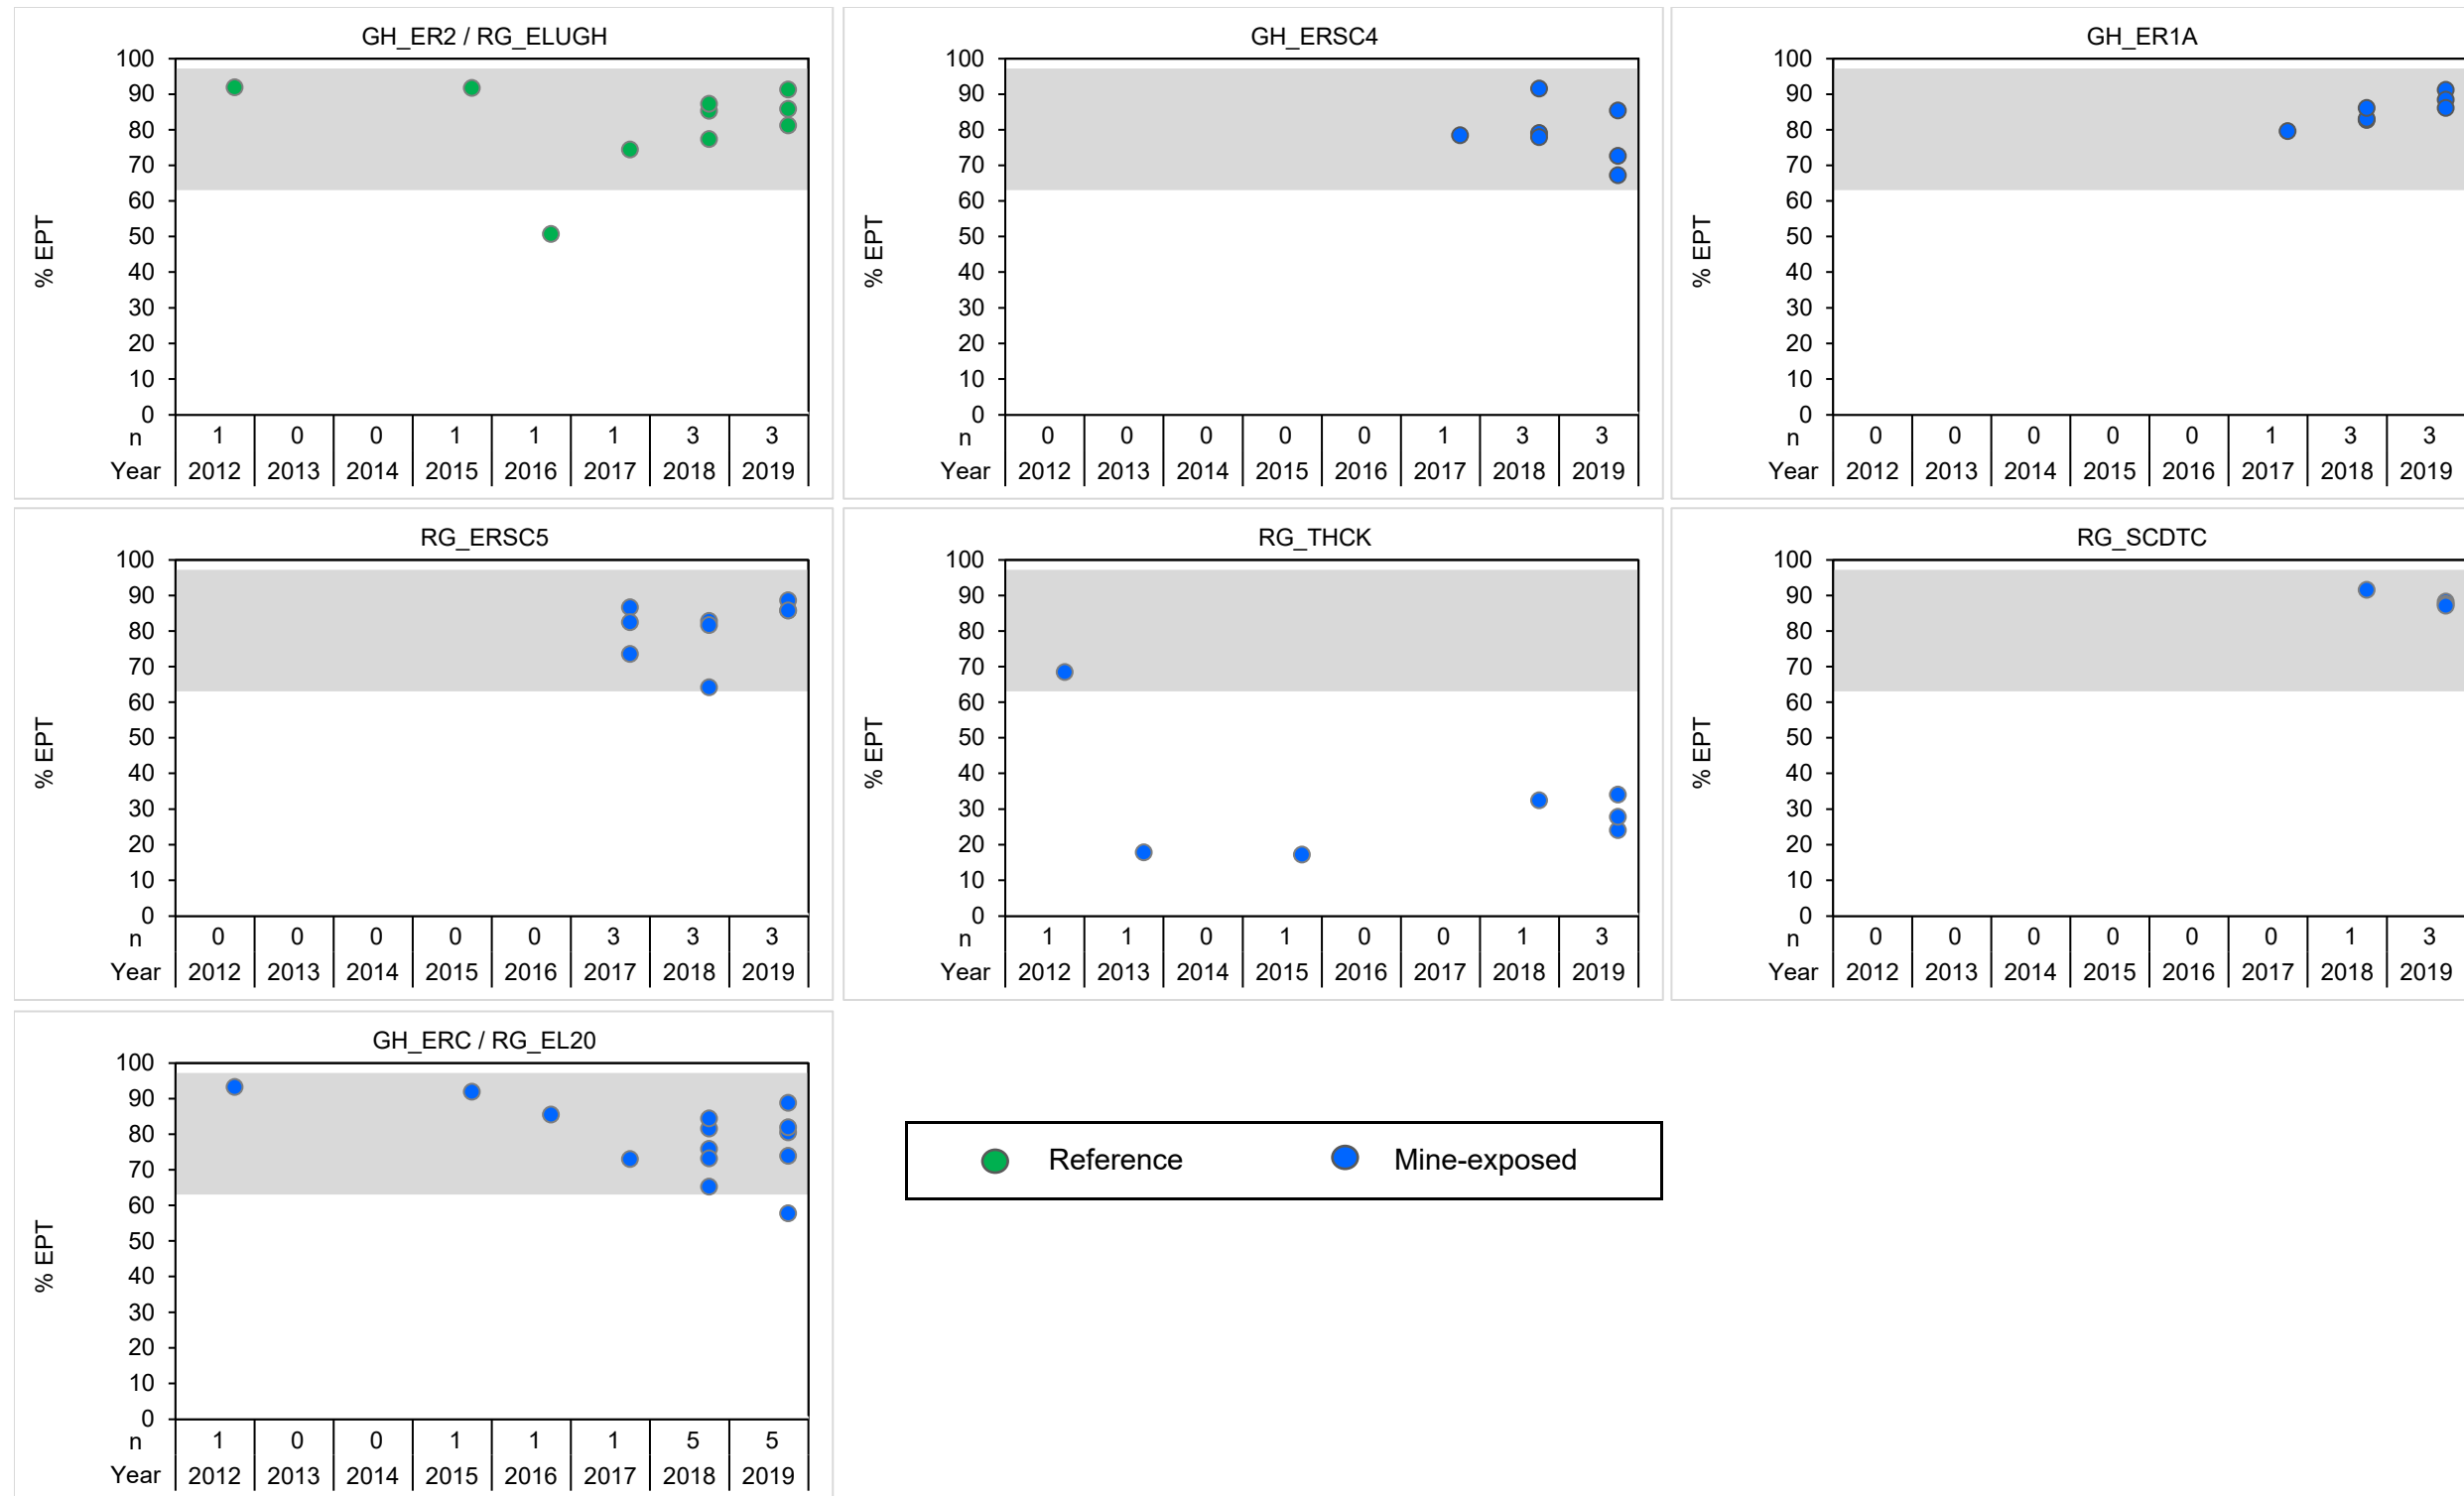 GH_ER2 / RG_ELUGH
% EPT
100
90
80
70
60
50
40
30
20
10
0
n 1 0 0 1 1 1 3 3
Year 2012 2013 2014 2015 2016 2017 2018 2019
GH_ERSC4
% EPT
100
90
80
70
60
50
40
30
20
10
0
n 0 0 0 0 0 1 3 3
Year 2012 2013 2014 2015 2016 2017 2018 2019
GH_ER1A
% EPT
100
90
80
70
60
50
40
30
20
10
0
n 0 0 0 0 0 1 3 3
Year 2012 2013 2014 2015 2016 2017 2018 2019
RG_ERSC5
% EPT
100
90
80
70
60
50
40
30
20
10
0
n 0 0 0 0 0 3 3 3
Year 2012 2013 2014 2015 2016 2017 2018 2019
RG_THCK
% EPT
100
90
80
70
60
50
40
30
20
10
0
n 1 1 0 1 0 0 1 3
Year 2012 2013 2014 2015 2016 2017 2018 2019
RG_SCDTC
% EPT
100
90
80
70
60
50
40
30
20
10
0
n 0 0 0 0 0 0 1 3
Year 2012 2013 2014 2015 2016 2017 2018 2019
GH_ERC / RG_EL20
% EPT
100
90
80
70
60
50
40
30
20
10
0
n 1 0 0 1 1 1 5 5
Year 2012 2013 2014 2015 2016 2017 2018 2019
Reference Mine-exposed